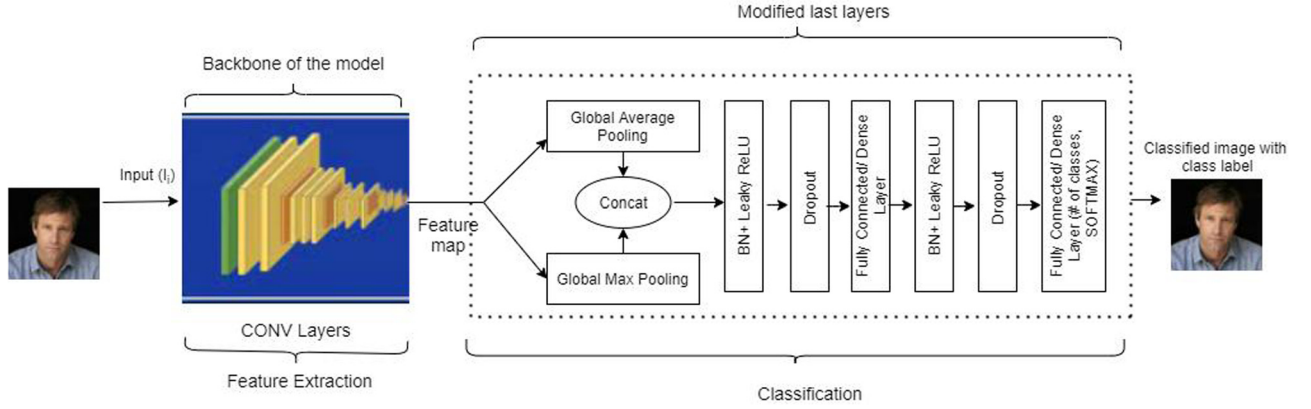 Modified last layers
Backbone of the model
Input (Iᵢ)
CONV Layers
Feature Extraction
Feature
map
Global Average
Pooling
Concat
Global Max Pooling
BN+ Leaky ReLU
Dropout
Fully Connected/ Dense
Layer
BN+ Leaky ReLU
Dropout
Fully Connected/ Dense
Layer (# of classes,
SOFTMAX)
Classification
Classified image with
class label